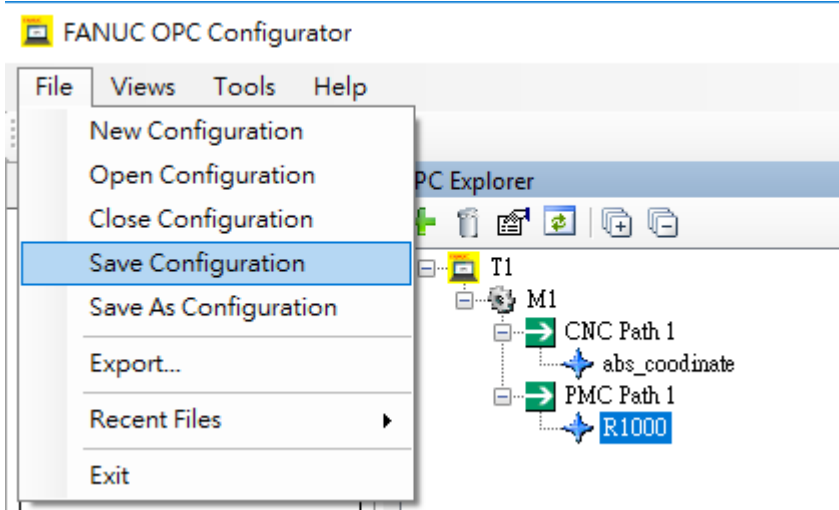 FANUC OPC Configurator
File Views Tools Help
New Configuration
Open Configuration
Close Configuration
Save Configuration
Save As Configuration
Export...
Recent Files
Exit
PC Explorer
T1
M1
CNC Path 1
abs_coodinate
PMC Path 1
R1000